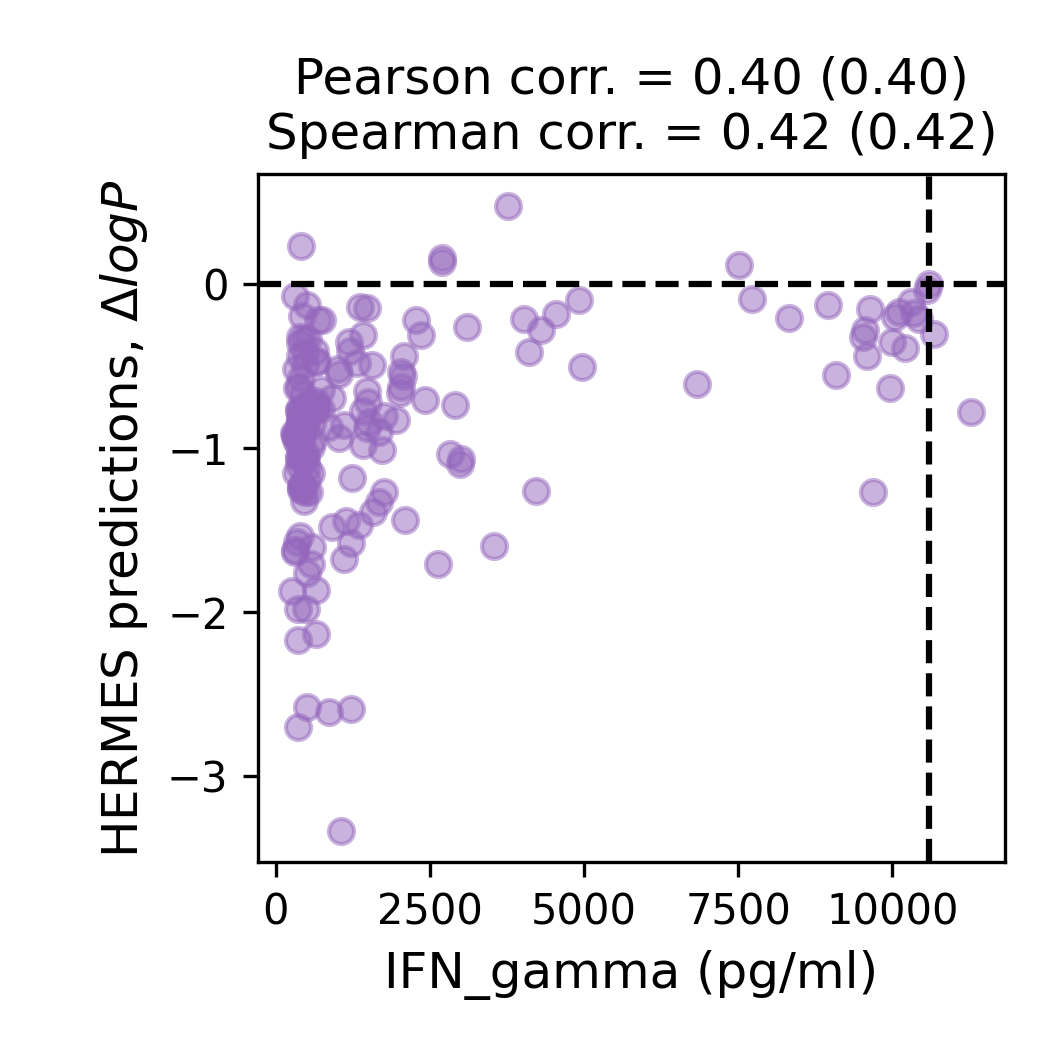 Pearson corr. = 0.40 (0.40)
Spearman corr. = 0.42 (0.42)
HERMES predictions, ΔlogP
0
−1
−2
−3
0
2500
5000
7500
10000
IFN_gamma (pg/ml)